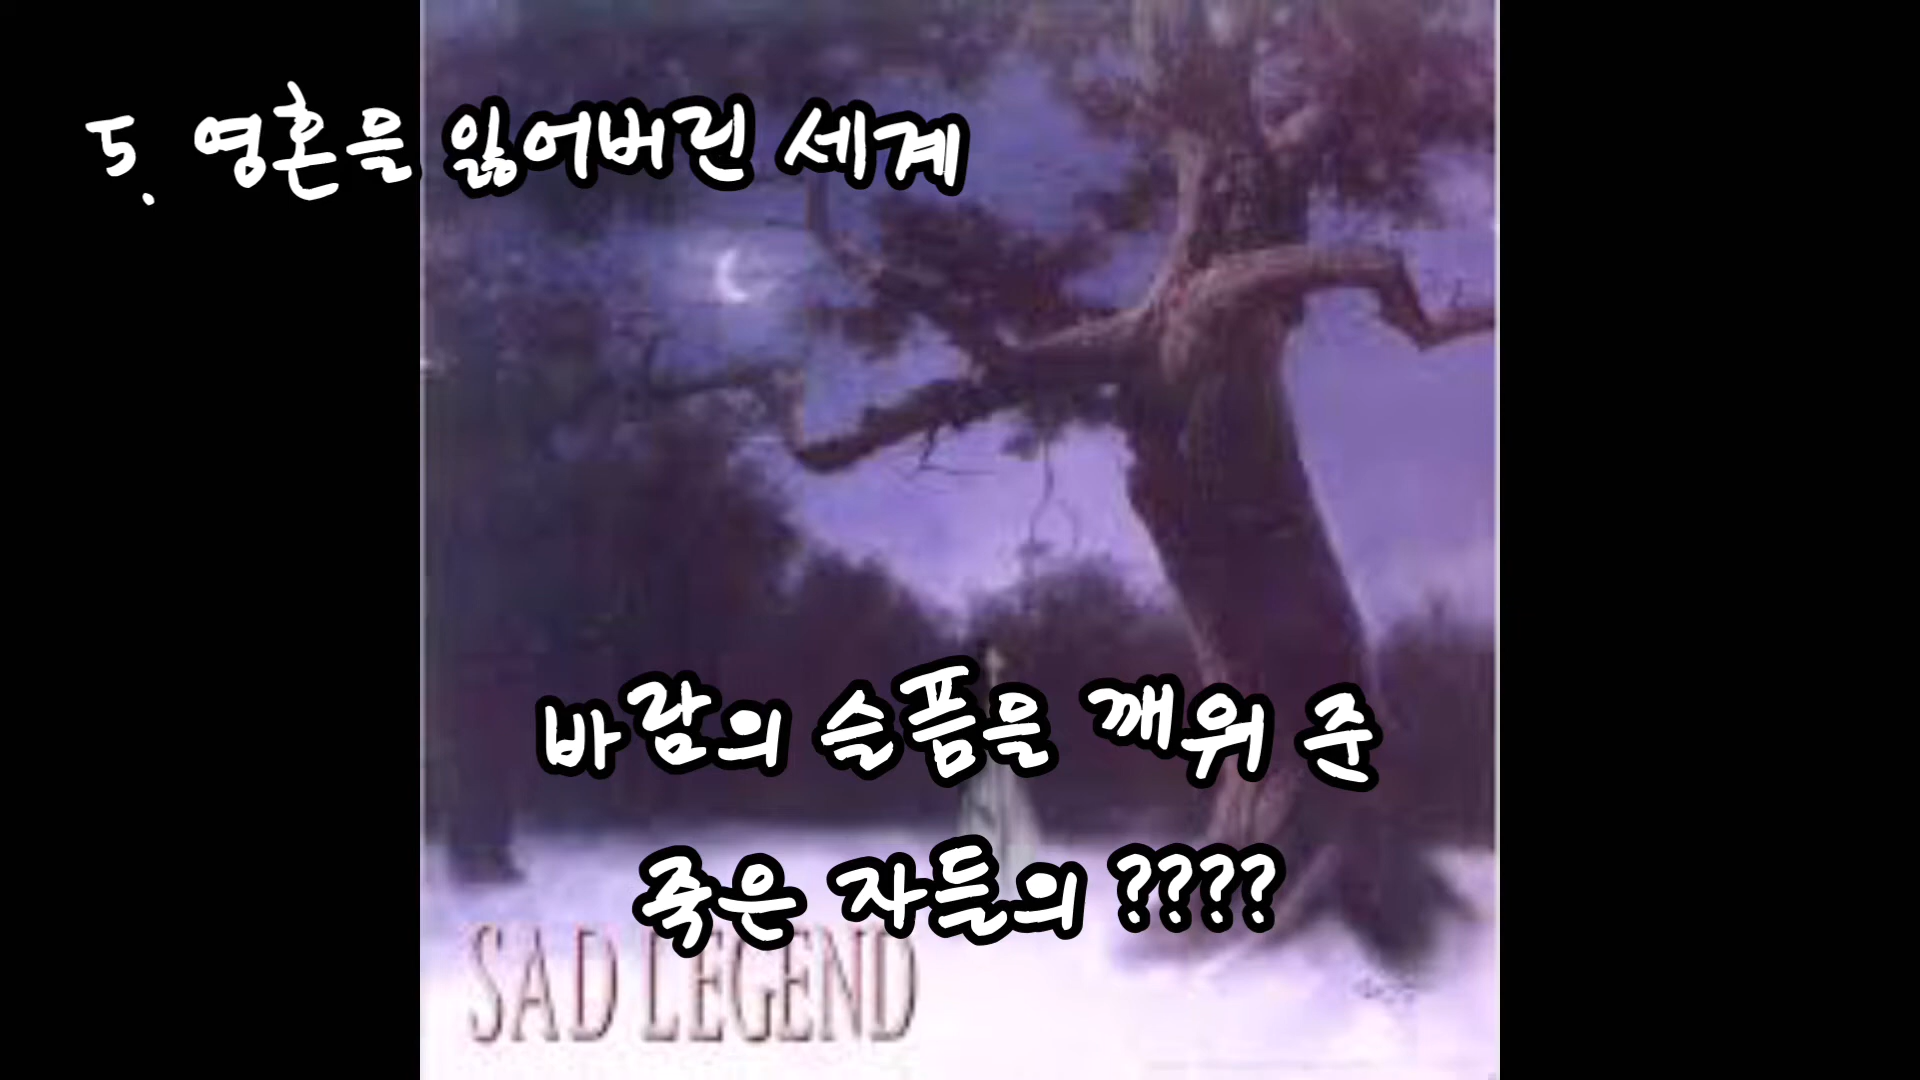 5. 영혼을 잃어버린 세계
바람의 슬픔을 깨워 준
죽은 자들의 ????
SAD LEGEND